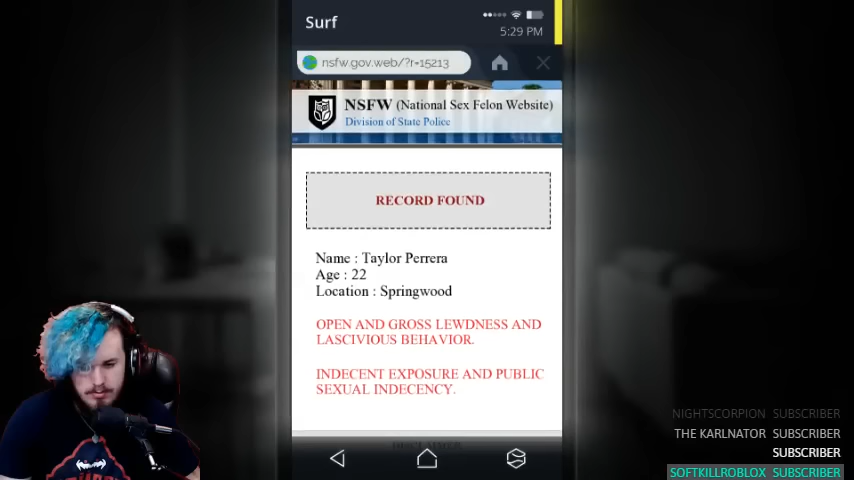 Surf
5:29 PM
nsfw.gov.web/?r=15213
NSFW (National Sex Felon Website)
Division of State Police
RECORD FOUND
Name : Taylor Perrera
Age : 22
Location : Springwood
OPEN AND GROSS LEWDNESS AND
LASCIVIOUS BEHAVIOR.
INDECENT EXPOSURE AND PUBLIC
SEXUAL INDECENCY.
DISCLAIMER
NIGHTSCORPION SUBSCRIBER
THE KARLNATOR SUBSCRIBER
SUBSCRIBER
SOFTKILLROBLOX SUBSCRIBER